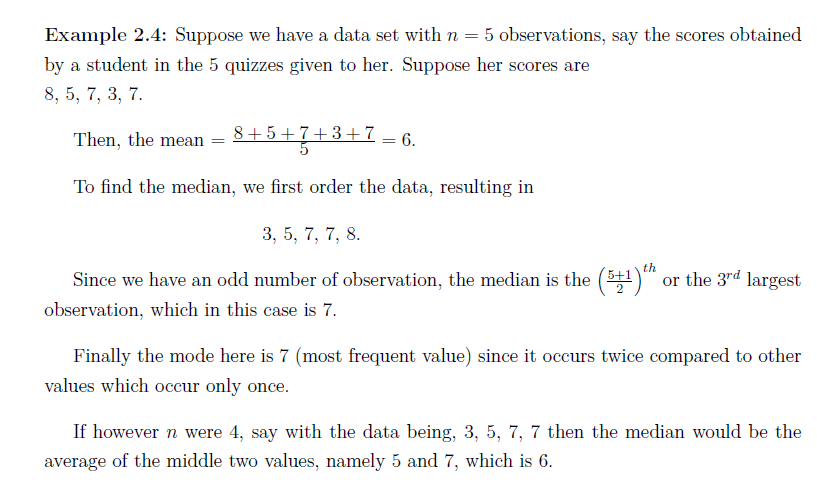 Example 2.4: Suppose we have a data set with n = 5 observations, say the scores obtained
by a student in the 5 quizzes given to her. Suppose her scores are
8, 5, 7, 3, 7.
Then, the mean = (8 + 5 + 7 + 3 + 7)/5 = 6.
To find the median, we first order the data, resulting in
3, 5, 7, 7, 8.
Since we have an odd number of observation, the median is the ((5+1)/2)^th or the 3^rd largest
observation, which in this case is 7.
Finally the mode here is 7 (most frequent value) since it occurs twice compared to other
values which occur only once.
If however n were 4, say with the data being, 3, 5, 7, 7 then the median would be the
average of the middle two values, namely 5 and 7, which is 6.